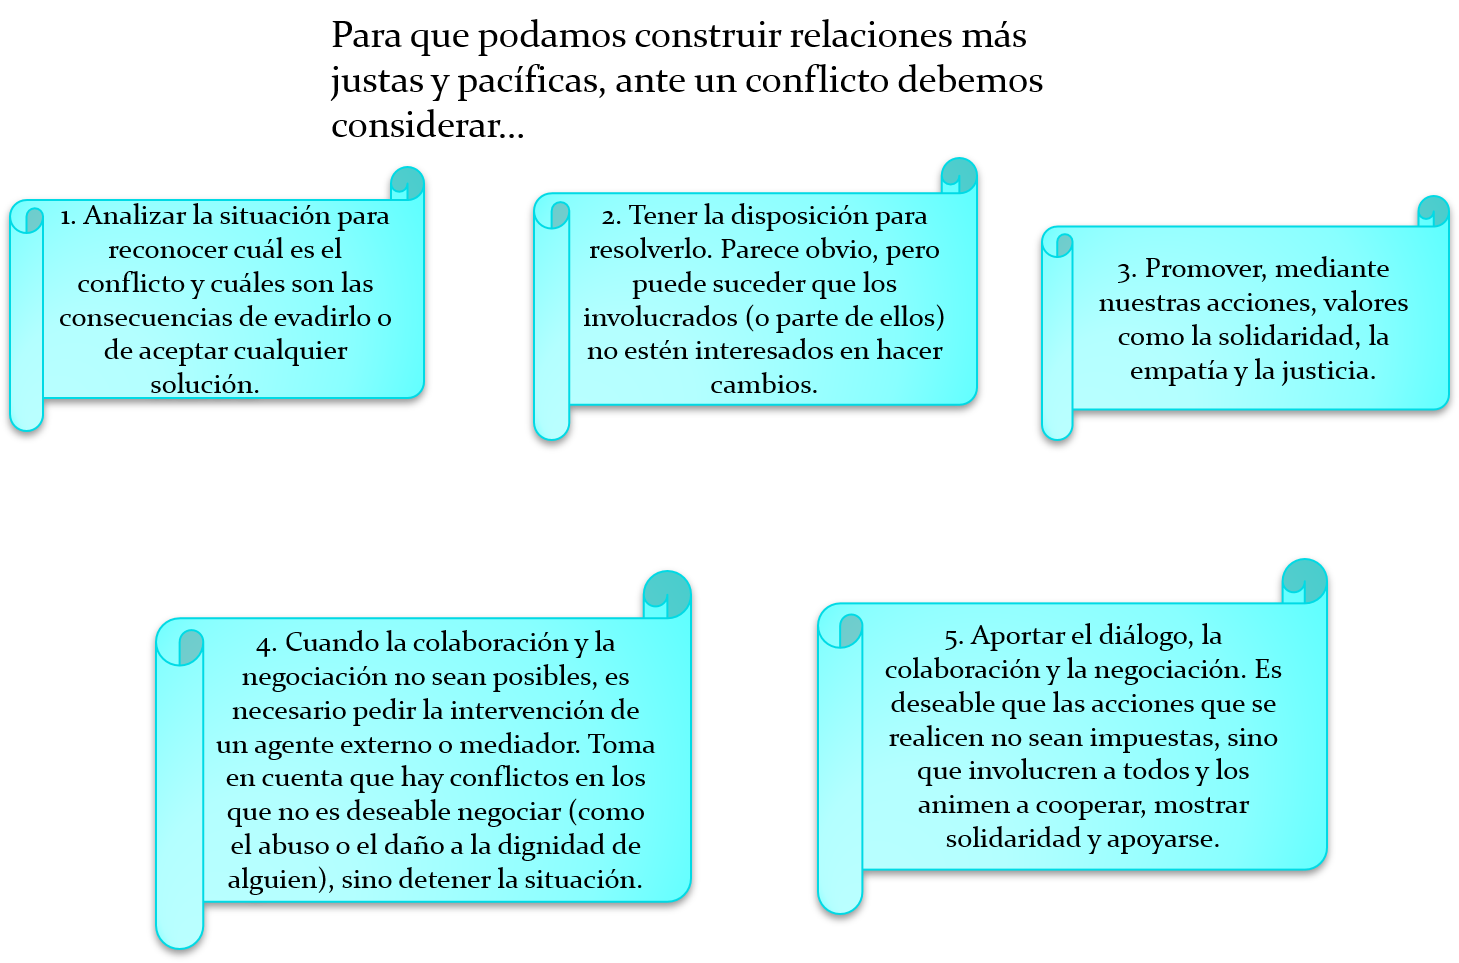 Para que podamos construir relaciones más
justas y pacíficas, ante un conflicto debemos
considerar...
1. Analizar la situación para
reconocer cuál es el
conflicto y cuáles son las
consecuencias de evadirlo o
de aceptar cualquier
solución.
2. Tener la disposición para
resolverlo. Parece obvio, pero
puede suceder que los
involucrados (o parte de ellos)
no estén interesados en hacer
cambios.
3. Promover, mediante
nuestras acciones, valores
como la solidaridad, la
empatía y la justicia.
4. Cuando la colaboración y la
negociación no sean posibles, es
necesario pedir la intervención de
un agente externo o mediador. Toma
en cuenta que hay conflictos en los
que no es deseable negociar (como
el abuso o el daño a la dignidad de
alguien), sino detener la situación.
5. Aportar el diálogo, la
colaboración y la negociación. Es
deseable que las acciones que se
realicen no sean impuestas, sino
que involucren a todos y los
animen a cooperar, mostrar
solidaridad y apoyarse.